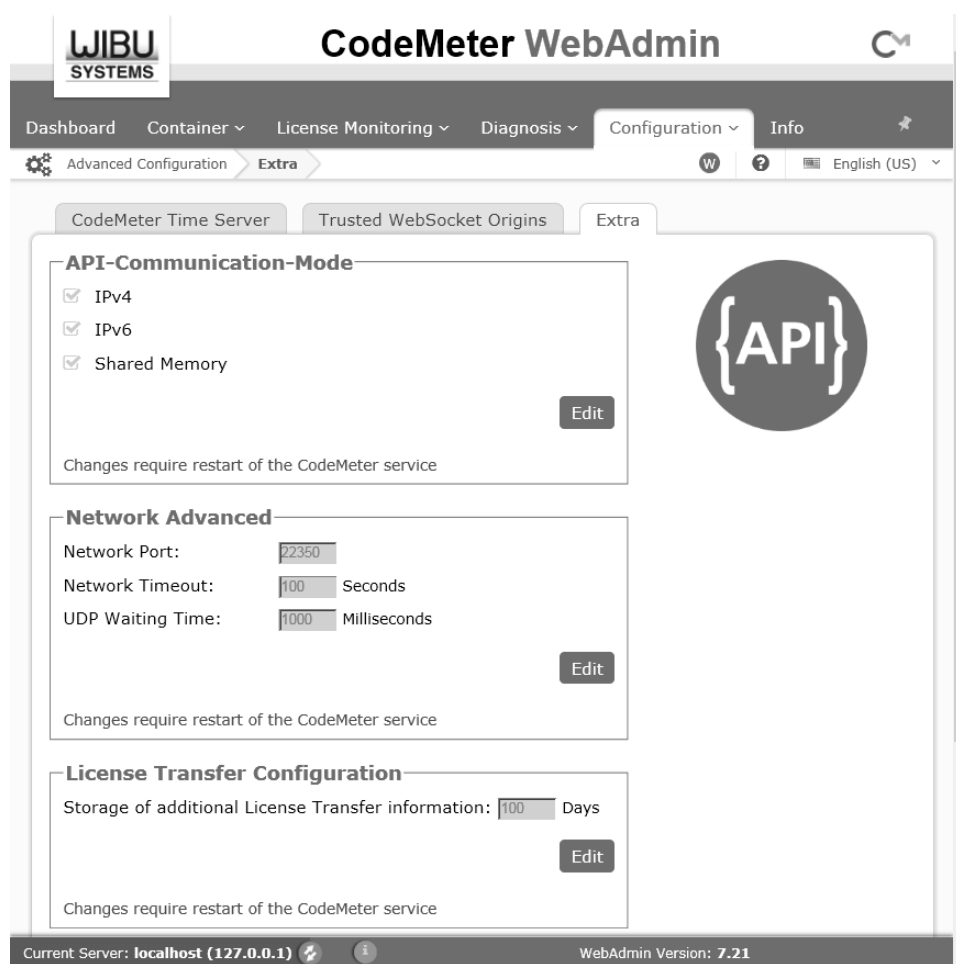 WIBU
SYSTEMS
CodeMeter WebAdmin
CM
Dashboard Container License Monitoring Diagnosis Configuration Info
Advanced Configuration Extra W ? English (US)
CodeMeter Time Server Trusted WebSocket Origins Extra
API-Communication-Mode
IPv4
IPv6
Shared Memory
{API}
Edit
Changes require restart of the CodeMeter service
Network Advanced
Network Port: 22350
Network Timeout: 100 Seconds
UDP Waiting Time: 1000 Milliseconds
Edit
Changes require restart of the CodeMeter service
License Transfer Configuration
Storage of additional License Transfer information: 100 Days
Edit
Changes require restart of the CodeMeter service
Current Server: localhost (127.0.0.1) i WebAdmin Version: 7.21